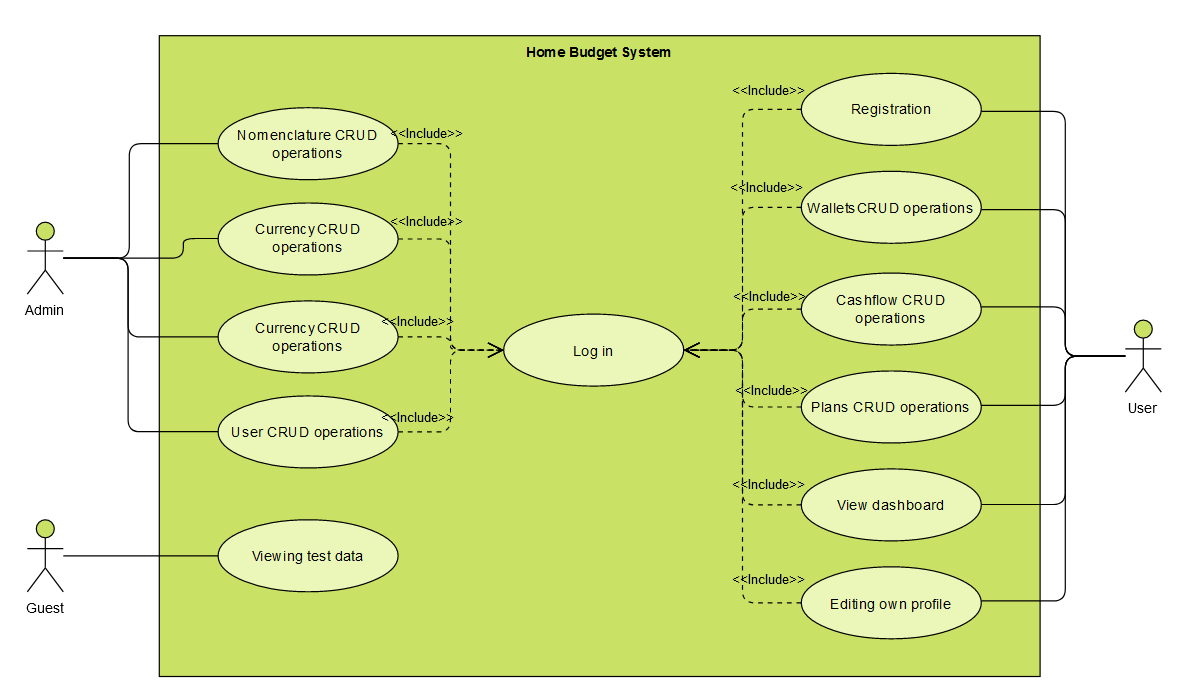 Home Budget System
Nomenclature CRUD
operations
<<Include>>
Currency CRUD
operations
<<Include>>
Currency CRUD
operations
<<Include>>
User CRUD operations
<<Include>>
Viewing test data
Admin
Guest
Log in
<<Include>>
Registration
<<Include>>
Wallets CRUD operations
<<Include>>
Cashflow CRUD
operations
<<Include>>
Plans CRUD operations
<<Include>>
View dashboard
<<Include>>
Editing own profile
User